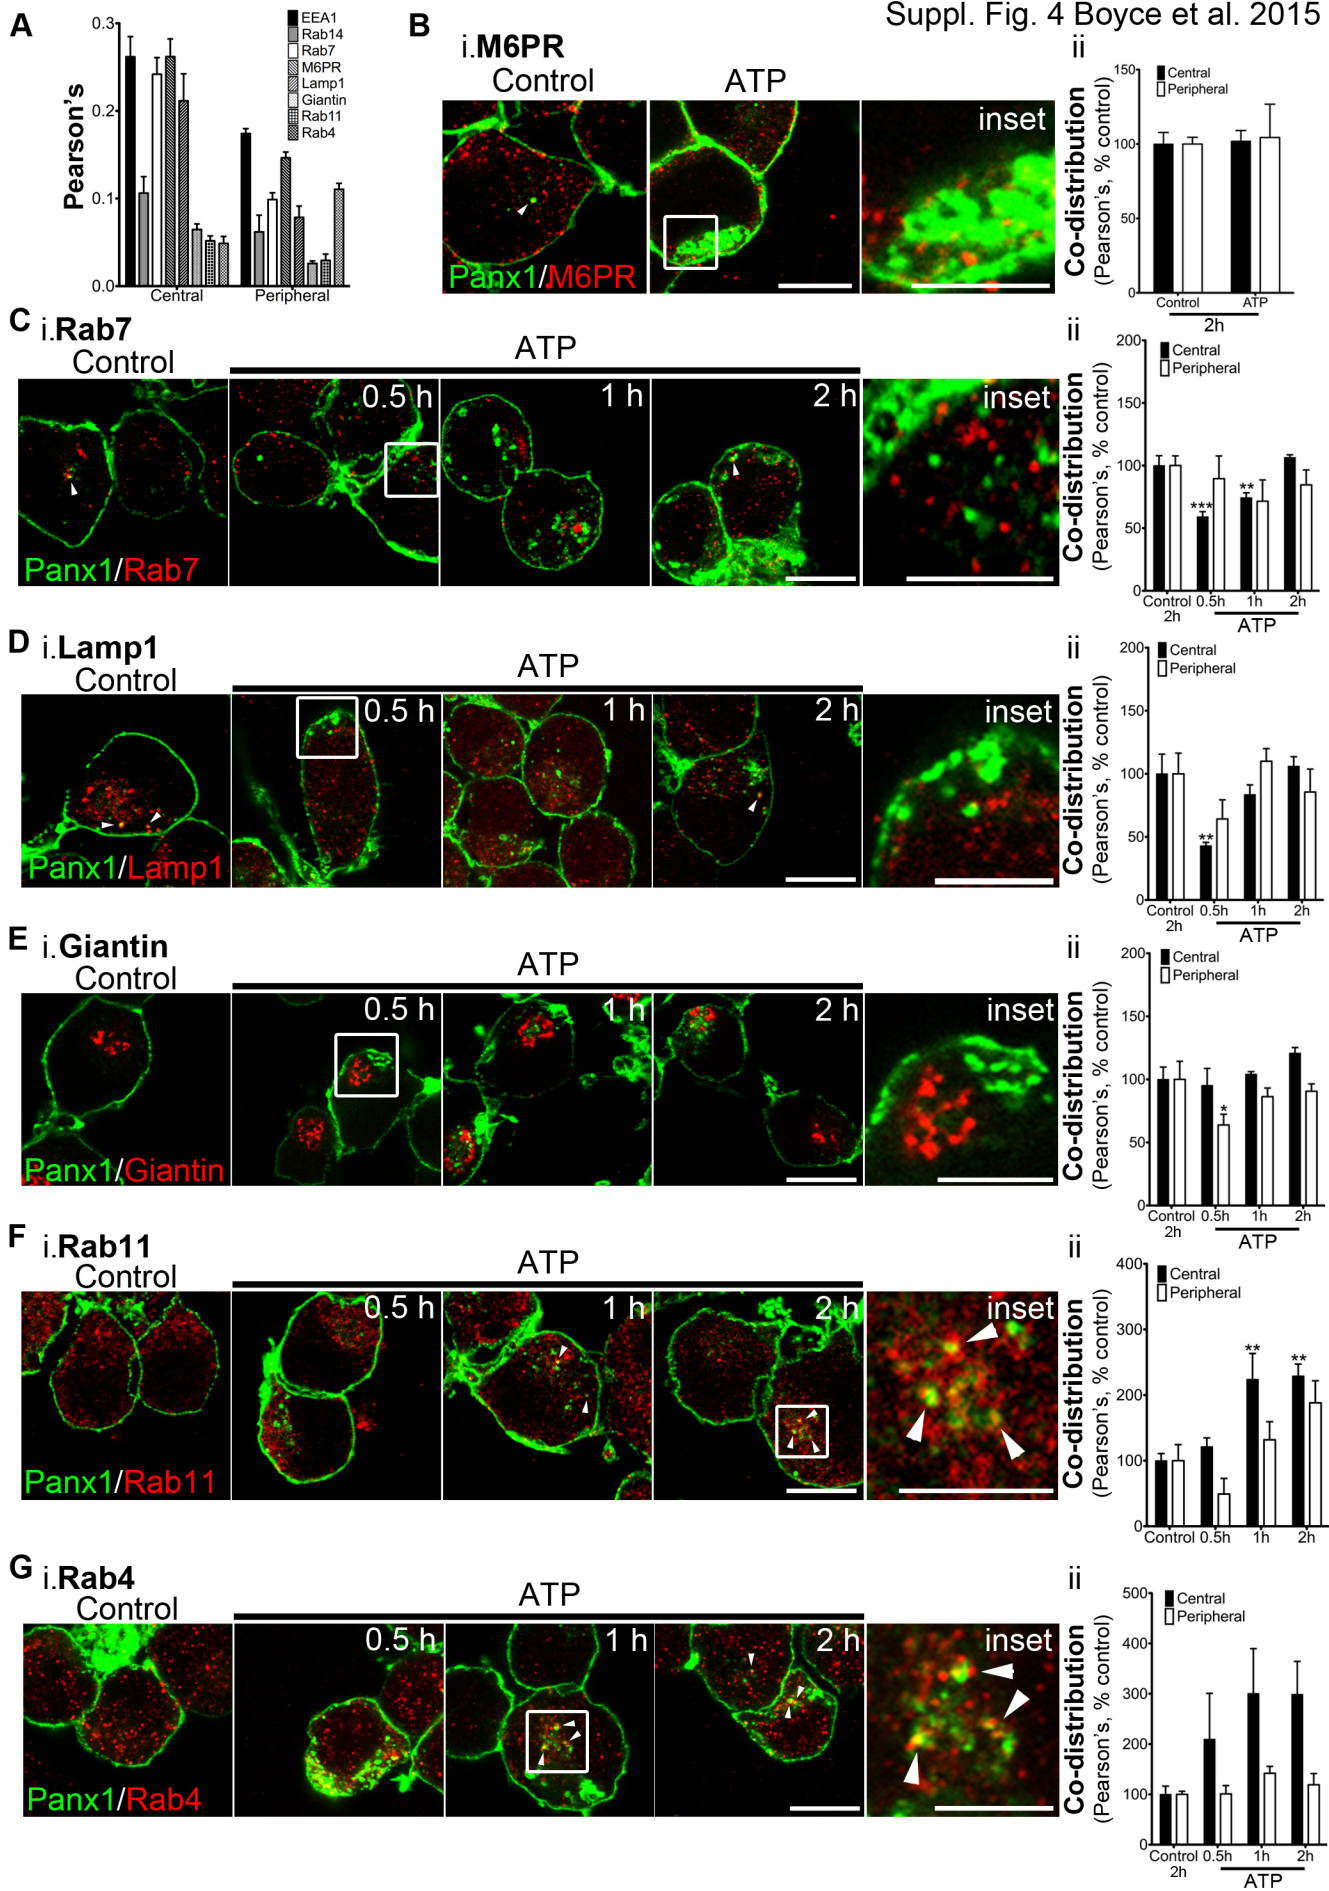 Suppl. Fig. 4 Boyce et al. 2015
A
Pearson's
0.3
0.2
0.1
0.0
EEA1
Rab14
Rab7
M6PR
Lamp1
Giantin
Rab11
Rab4
Central
Peripheral
B
i.M6PR
Control
ATP
inset
Panx1/M6PR
ii
Co-distribution
(Pearson's, % control)
150
100
50
0
Central
Peripheral
Control
ATP
2h
C
i.Rab7
Control
ATP
0.5 h
1 h
2 h
inset
Panx1/Rab7
ii
Co-distribution
(Pearson's, % control)
200
150
100
50
0
Central
Peripheral
***
**
Control 0.5h 1h 2h
2h
ATP
D
i.Lamp1
Control
ATP
0.5 h
1 h
2 h
inset
Panx1/Lamp1
ii
Co-distribution
(Pearson's, % control)
200
150
100
50
0
Central
Peripheral
**
Control 0.5h 1h 2h
2h
ATP
E
i.Giantin
Control
ATP
0.5 h
1 h
2 h
inset
Panx1/Giantin
ii
Co-distribution
(Pearson's, % control)
200
150
100
50
0
Central
Peripheral
*
Control 0.5h 1h 2h
2h
ATP
F
i.Rab11
Control
ATP
0.5 h
1 h
2 h
inset
Panx1/Rab11
ii
Co-distribution
(Pearson's, % control)
400
300
200
100
0
Central
Peripheral
**
**
Control 0.5h 1h 2h
G
i.Rab4
Control
ATP
0.5 h
1 h
2 h
inset
Panx1/Rab4
ii
Co-distribution
(Pearson's, % control)
500
400
300
200
100
0
Central
Peripheral
Control 0.5h 1h 2h
2h
ATP